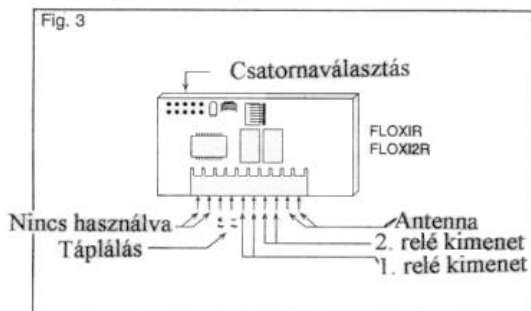 Fig. 3
Csatornaválasztás
FLOXIR
FLOXI2R
Nincs használva
Antenna
Táplálás
2. relé kimenet
1. relé kimenet